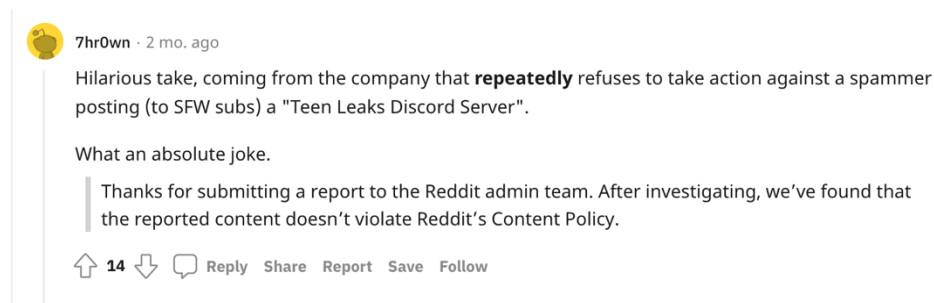 7hr0wn · 2 mo. ago
Hilarious take, coming from the company that repeatedly refuses to take action against a spammer
posting (to SFW subs) a "Teen Leaks Discord Server".
What an absolute joke.
Thanks for submitting a report to the Reddit admin team. After investigating, we’ve found that
the reported content doesn’t violate Reddit’s Content Policy.
14 Reply Share Report Save Follow